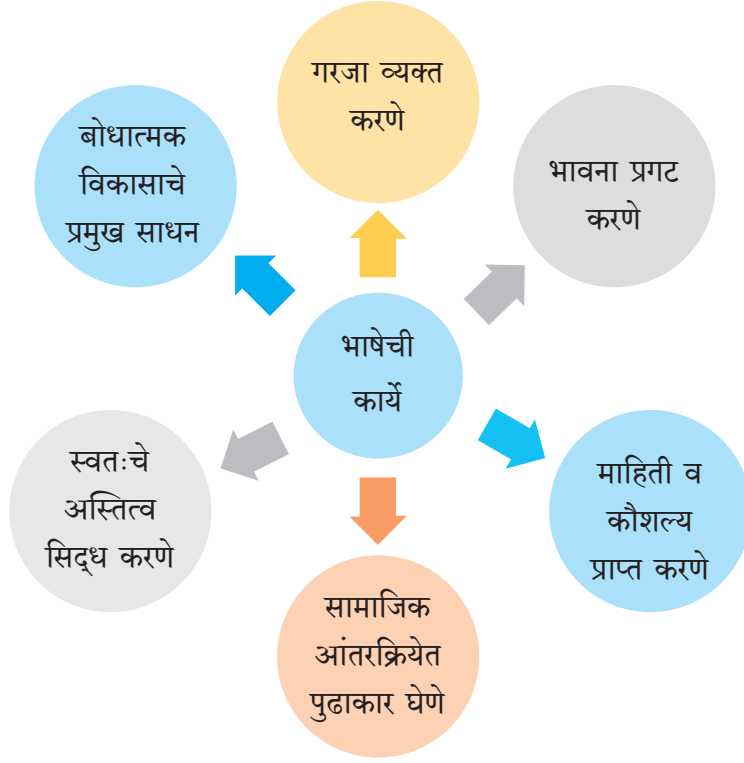 गरजा व्यक्त
करणे
भावना प्रगट
करणे
माहिती व
कौशल्य
प्राप्त करणे
सामाजिक
आंतरक्रियेत
पुढाकार घेणे
स्वतःचे
अस्तित्व
सिद्ध करणे
बोधात्मक
विकासाचे
प्रमुख साधन
भाषेची
कार्ये